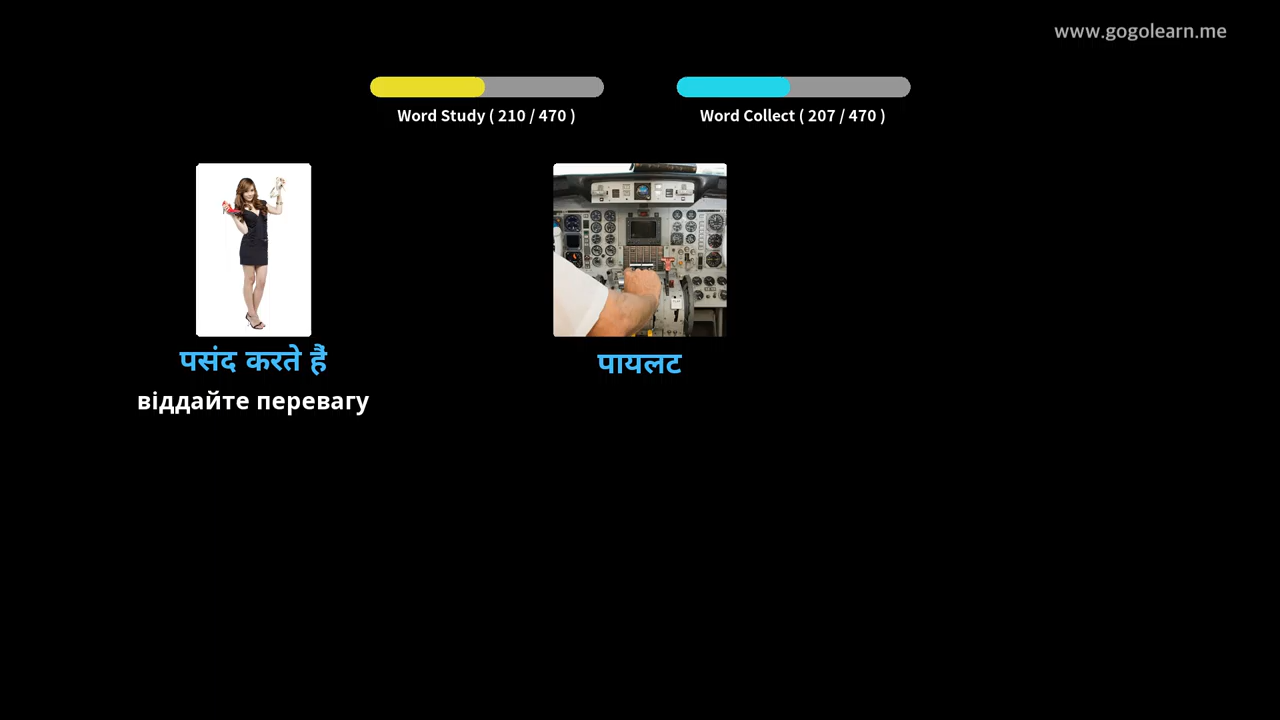 www.gogolearn.me
Word Study ( 210 / 470 )
Word Collect ( 207 / 470 )
पसंद करते हैं
віддайте перевагу
पायलट